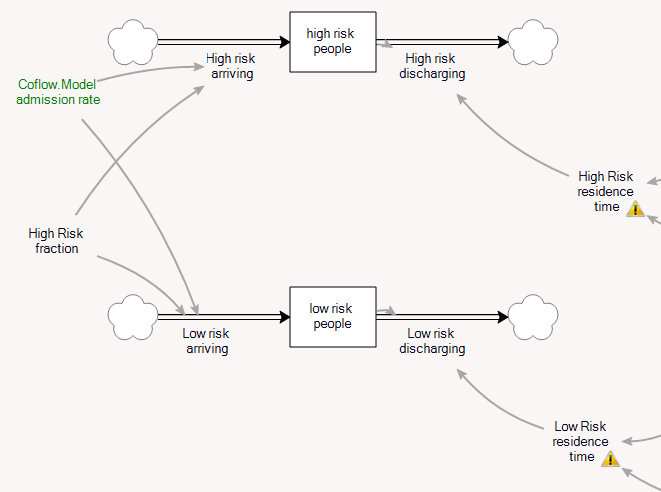 high risk
people
High risk
arriving
High risk
discharging
Coflow.Model
admission rate
High Risk
residence
time
High Risk
fraction
low risk
people
Low risk
arriving
Low risk
discharging
Low Risk
residence
time